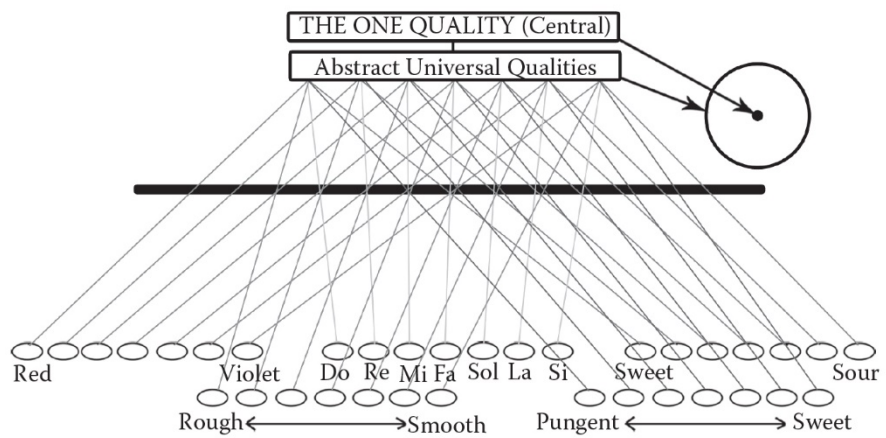 THE ONE QUALITY (Central)
Abstract Universal Qualities
Red Violet Do Re Mi Fa Sol La Si Sweet Sour
Rough Smooth Pungent Sweet